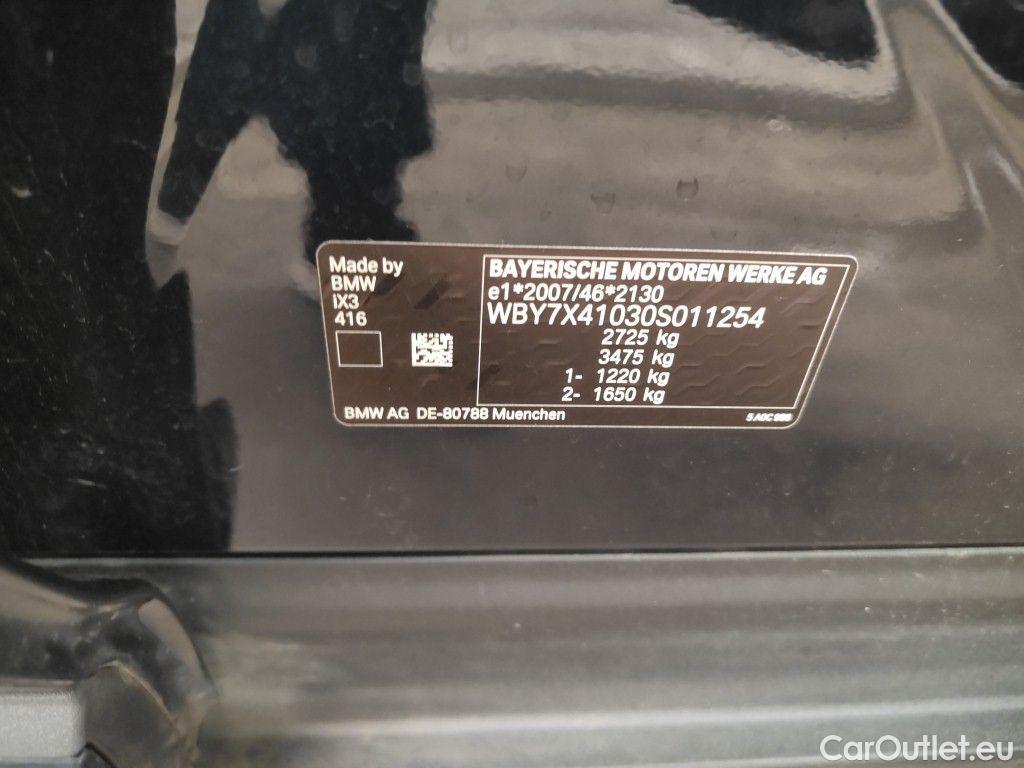 Made by
BMW
iX3
416
BAYERISCHE MOTOREN WERKE AG
e1*2007/46*2130
WBY7X41030S011254
2725 kg
3475 kg
1- 1220 kg
2- 1650 kg
BMW AG DE-80788 Muenchen
CarOutlet.eu